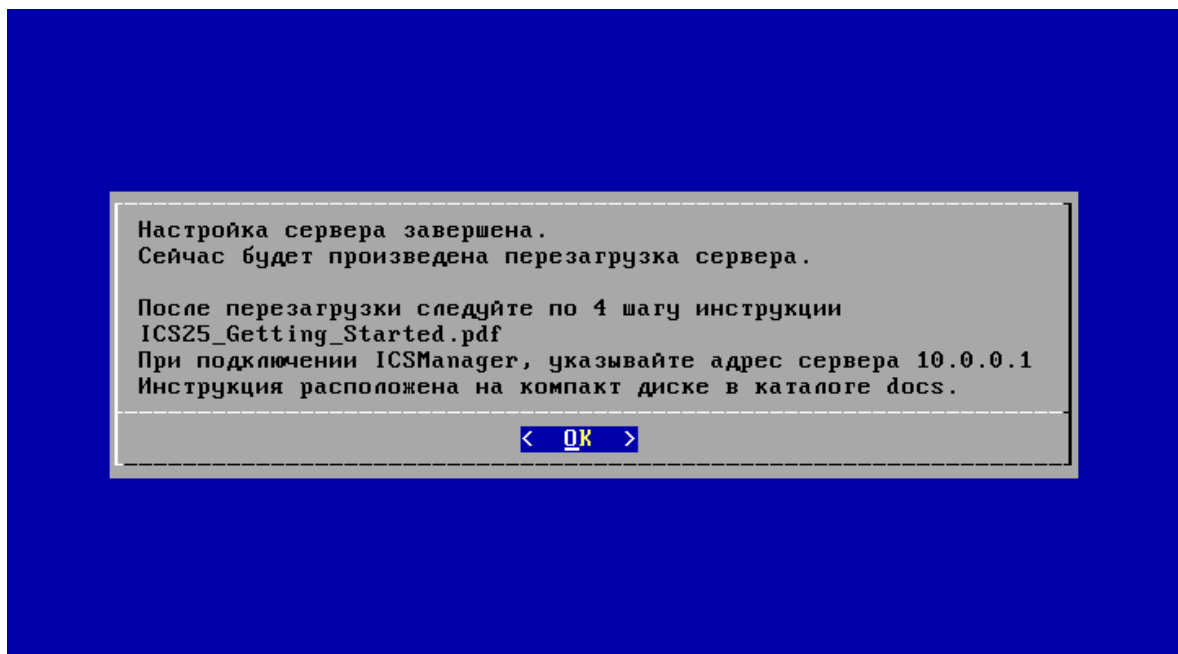 Настройка сервера завершена.
Сейчас будет произведена перезагрузка сервера.
После перезагрузки следуйте по 4 шагу инструкции
ICS25_Getting_Started.pdf
При подключении ICSManager, указывайте адрес сервера 10.0.0.1
Инструкция расположена на компакт диске в каталоге docs.
< OK >